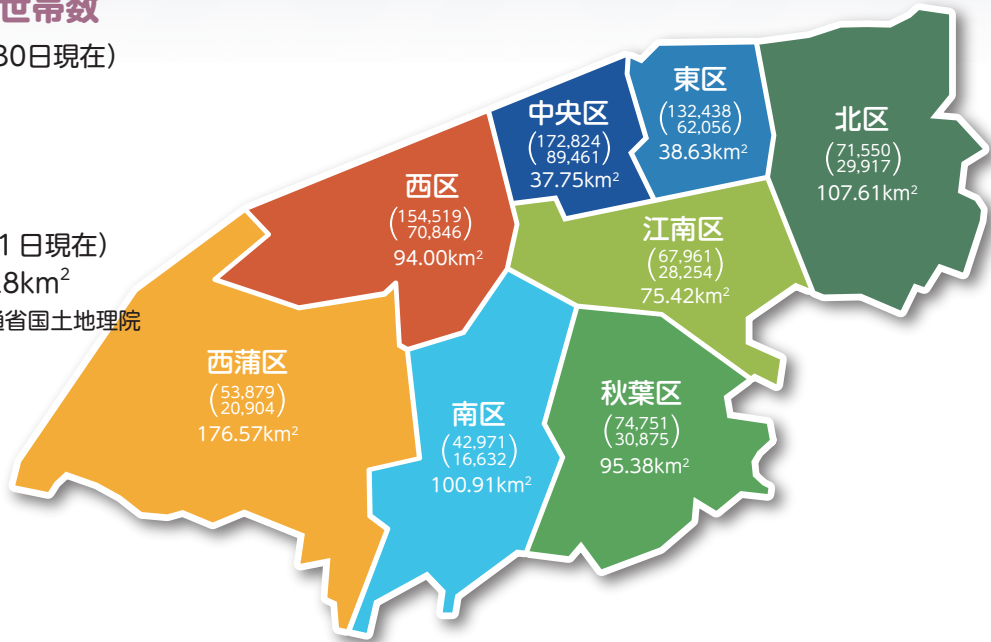 世帯数
30日現在）
1日現在）
8km²
省国土地理院
北区
（71,550
29,917）
107.61km²
東区
（132,438
62,056）
38.63km²
中央区
（172,824
89,461）
37.75km²
西区
（154,519
70,846）
94.00km²
江南区
（67,961
28,254）
75.42km²
西蒲区
（53,879
20,904）
176.57km²
南区
（42,971
16,632）
100.91km²
秋葉区
（74,751
30,875）
95.38km²